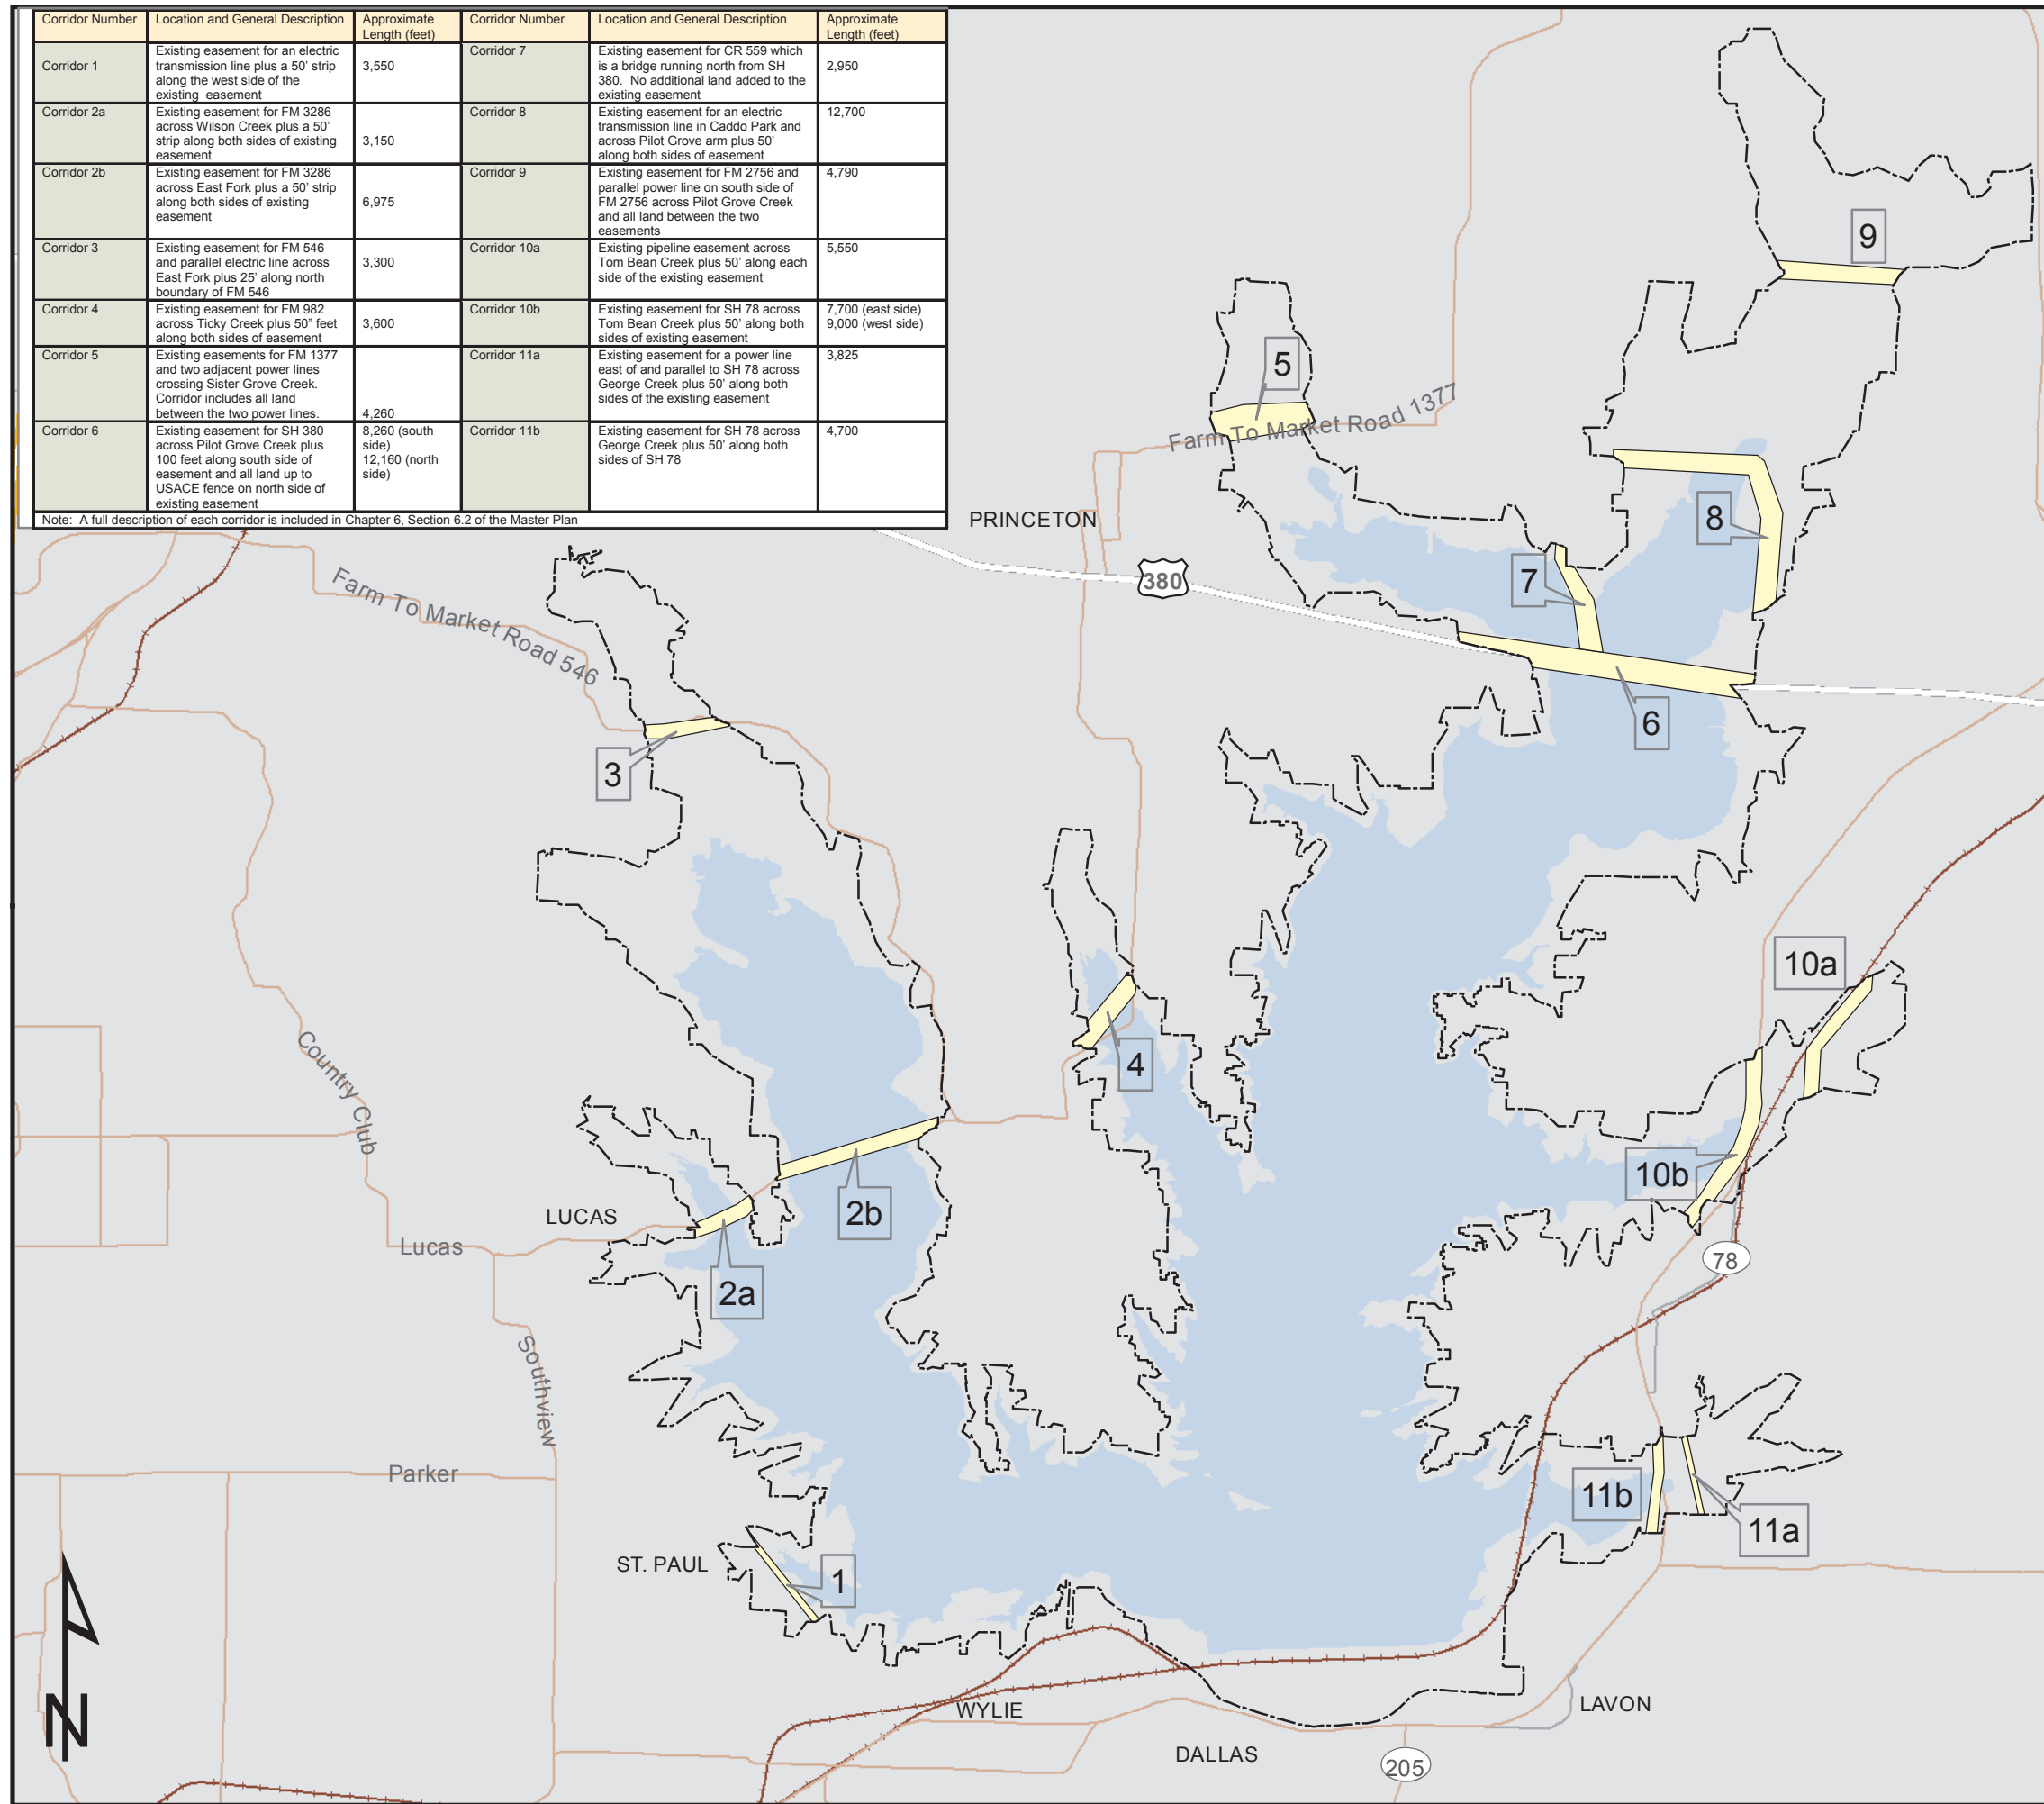 Corridor Number Location and General Description Approximate Length (feet) Corridor Number Location and General Description Approximate Length (feet)
Corridor 1
Existing easement for an electric
transmission line plus a 50' strip
along the west side of the
existing easement
3,550
Corridor 7
Existing easement for CR 559 which
is a bridge running north from SH
380. No additional land added to the
existing easement
2,950
Corridor 2a
Existing easement for FM 3286
across Wilson Creek plus a 50'
strip along both sides of existing
easement
3,150
Corridor 8
Existing easement for an electric
transmission line in Caddo Park and
across Pilot Grove arm plus 50'
along both sides of easement
12,700
Corridor 2b
Existing easement for FM 3286
across East Fork plus a 50' strip
along both sides of existing
easement
6,975
Corridor 9
Existing easement for FM 2756 and
parallel power line on south side of
FM 2756 across Pilot Grove Creek
and all land between the two
easements
4,790
Corridor 3
Existing easement for FM 546
and parallel electric line across
East Fork plus 25' along north
boundary of FM 546
3,300
Corridor 10a
Existing pipeline easement across
Tom Bean Creek plus 50' along each
side of the existing easement
5,550
Corridor 4
Existing easement for FM 982
across Ticky Creek plus 50" feet
along both sides of easement
3,600
Corridor 10b
Existing easement for SH 78 across
Tom Bean Creek plus 50' along both
sides of existing easement
7,700 (east side)
9,000 (west side)
Corridor 5
Existing easements for FM 1377
and two adjacent power lines
crossing Sister Grove Creek.
Corridor includes all land
between the two power lines.
4,260
Corridor 11a
Existing easement for a power line
east of and parallel to SH 78 across
George Creek plus 50' along both
sides of the existing easement
3,825
Corridor 6
Existing easement for SH 380
across Pilot Grove Creek plus
100 feet along south side of
easement and all land up to
USACE fence on north side of
existing easement
8,260 (south
side)
12,160 (north
side)
Corridor 11b
Existing easement for SH 78 across
George Creek plus 50' along both
sides of SH 78
4,700
Note: A full description of each corridor is included in Chapter 6, Section 6.2 of the Master Plan
9
5
Farm To Market Road 1377
PRINCETON
8
380
7
Farm To Market Road 546
6
3
10a
Country Club
4
10b
LUCAS
2b
Lucas
78
2a
Southview
Parker
11b
11a
ST. PAUL
1
N
WYLIE
LAVON
DALLAS
205